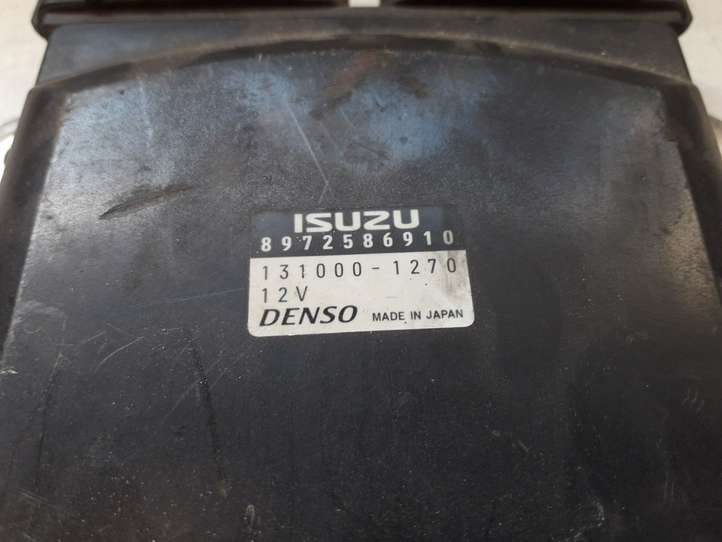 ISUZU
8972586910
131000-1270
12V
DENSO MADE IN JAPAN